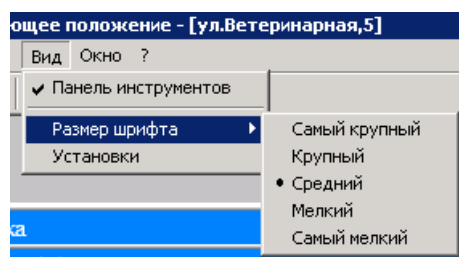 ющее положение - [ул.Ветеринарная,5]
Вид Окно ?
Панель инструментов
Размер шрифта
Установки
Самый крупный
Крупный
Средний
Мелкий
Самый мелкий
ка